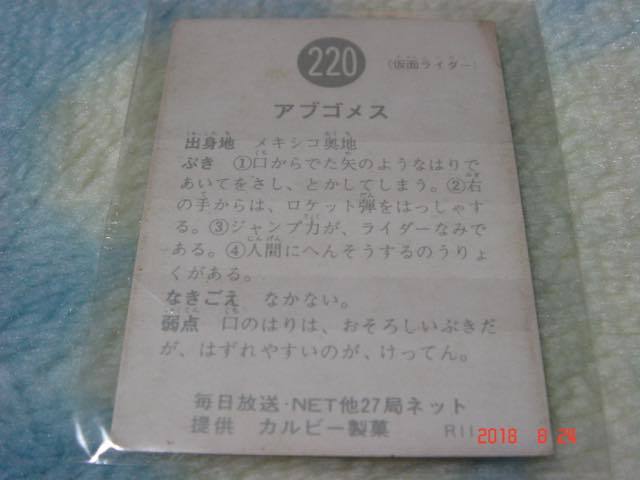 220
(仮面ライダー)
アブゴメス
出身地 メキシコ奥地
ぶき ①口からでた矢のようなはりで
あいてをさし、とかしてしまう。②右
の手からは、ロケット弾をはっしゃす
る。③ジャンプ力が、ライダーなみで
ある。④人間にへんそうするのうりょ
くがある。
なきごえ なかない。
弱点 口のはりは、おそろしいぶきだ
が、はずれやすいのが、けってん。
毎日放送・NET他27局ネット
提供 カルビー製菓 R11
2018 8 24